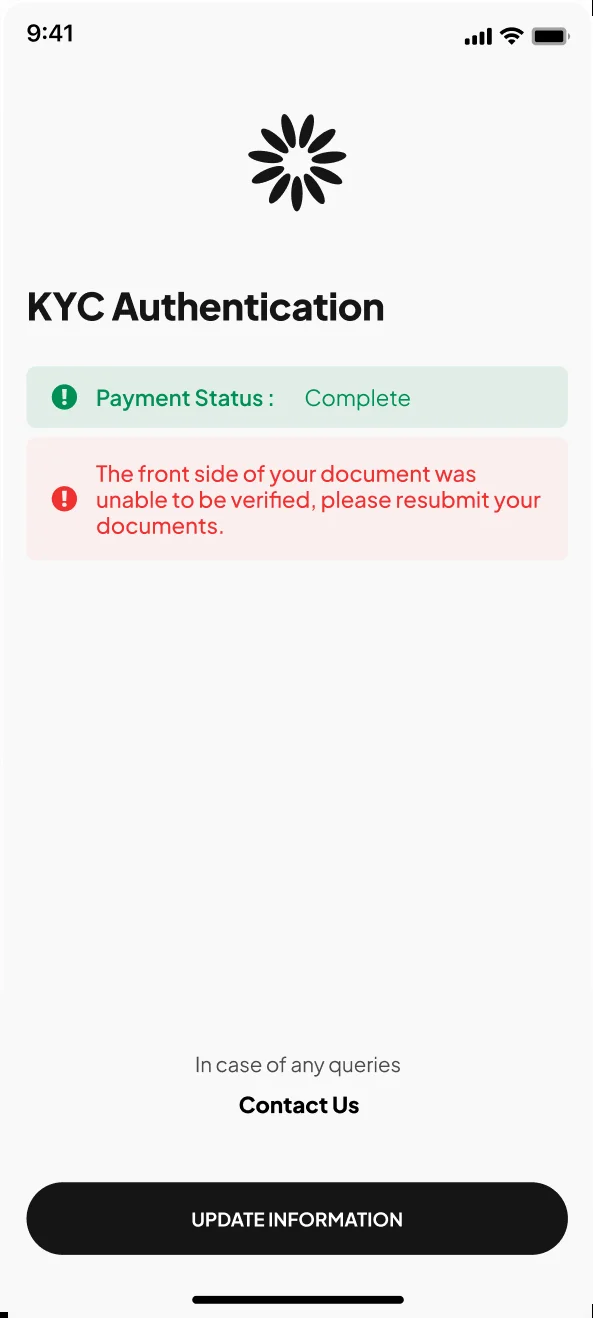 9:41
KYC Authentication
Payment Status : Complete
The front side of your document was
unable to be verified, please resubmit your
documents.
In case of any queries
Contact Us
UPDATE INFORMATION